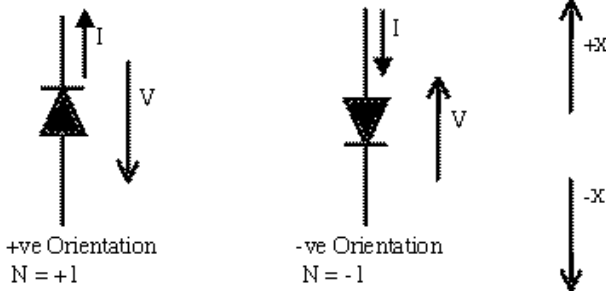 I
V
+ve Orientation
N = +1
I
V
-ve Orientation
N = -1
+x
-x